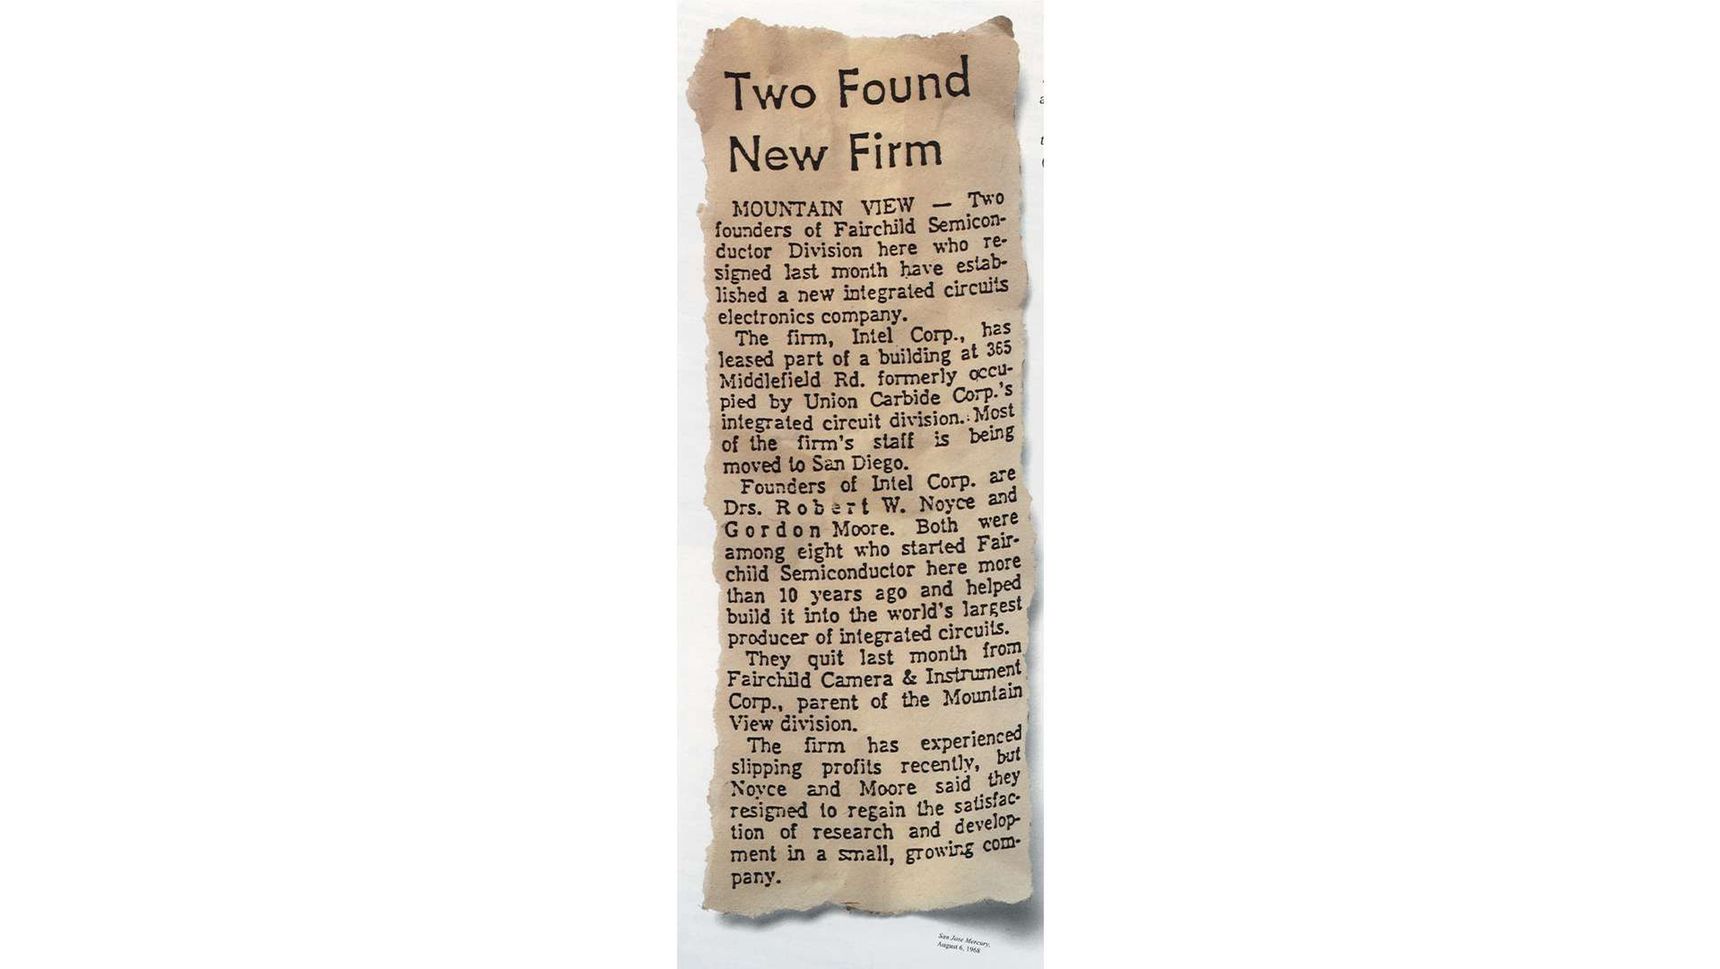 Two Found
New Firm
MOUNTAIN VIEW — Two
founders of Fairchild Semicon-
ductor Division here who re-
signed last month have estab-
lished a new integrated circuits
electronics company.
The firm, Intel Corp., has
leased part of a building at 365
Middlefield Rd. formerly occu-
pied by Union Carbide Corp.'s
integrated circuit division. Most
of the firm's staff is being
moved to San Diego.
Founders of Intel Corp. are
Drs. Robert W. Noyce and
Gordon Moore. Both were
among eight who started Fair-
child Semiconductor here more
than 10 years ago and helped
build it into the world's largest
producer of integrated circuits.
They quit last month from
Fairchild Camera & Instrument
Corp., parent of the Mountain
View division.
The firm has experienced
slipping profits recently, but
Noyce and Moore said they
resigned to regain the satisfac-
tion of research and develop-
ment in a small, growing com-
pany.
San Jose Mercury,
August 6, 1968